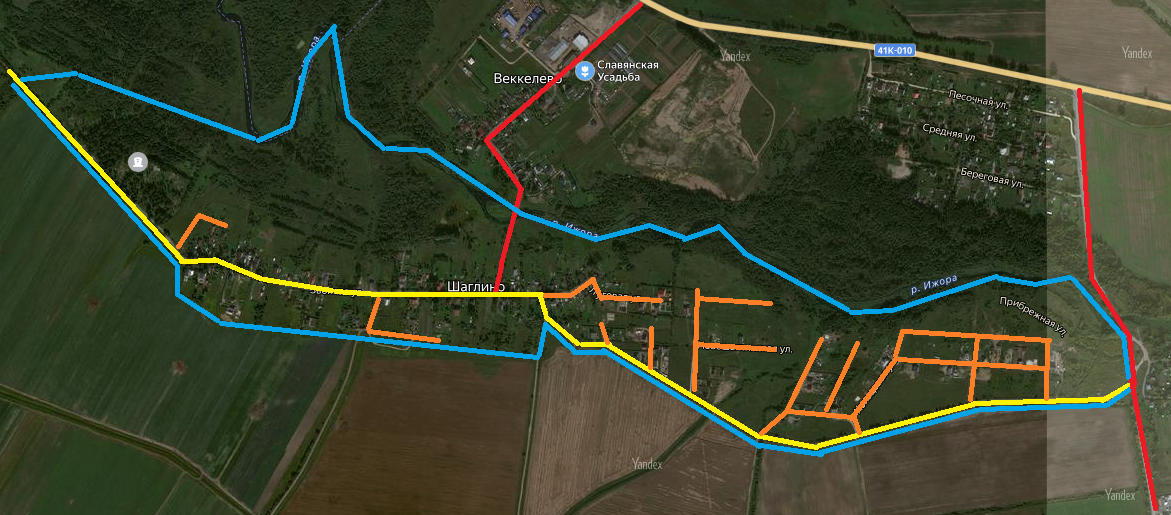 Yandex
Yandex
41К-010
Славянская
Усадьба
Веккелево
Песочная ул.
Средняя ул.
Береговая ул.
р. Ижора
р. Ижора
Шаглино
Прибрежная ул.
ул.
Yandex
Yandex